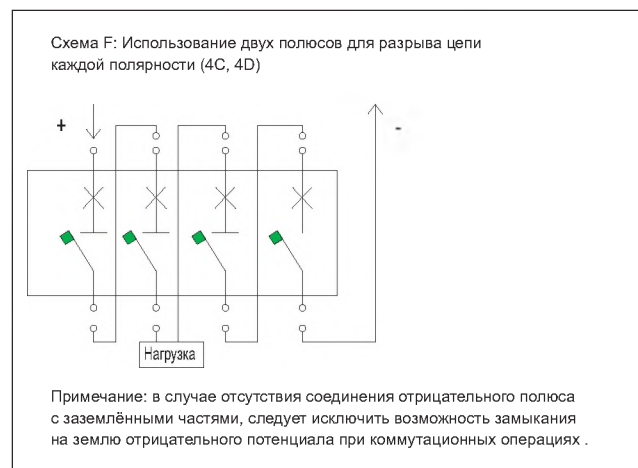 Схема F: Использование двух полюсов для разрыва цепи
каждой полярности (4С, 4D)
+
-
Нагрузка
Примечание: в случае отсутствия соединения отрицательного полюса
с заземлёнными частями, следует исключить возможность замыкания
на землю отрицательного потенциала при коммутационных операциях .